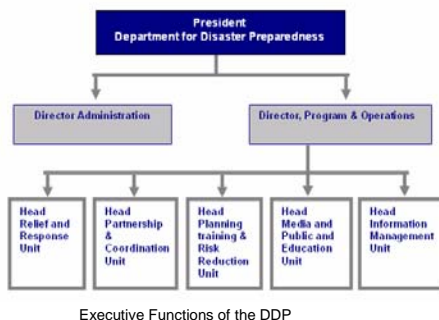 President
Department for Disaster Preparedness
Director Administration
Director, Program & Operations
Head
Relief and
Response
Unit
Head
Partnership
&
Coordination
Unit
Head
Planning
training &
Risk
Reduction
Unit
Head
Media and
Public and
Education
Unit
Head
Information
Management
Unit
Executive Functions of the DDP